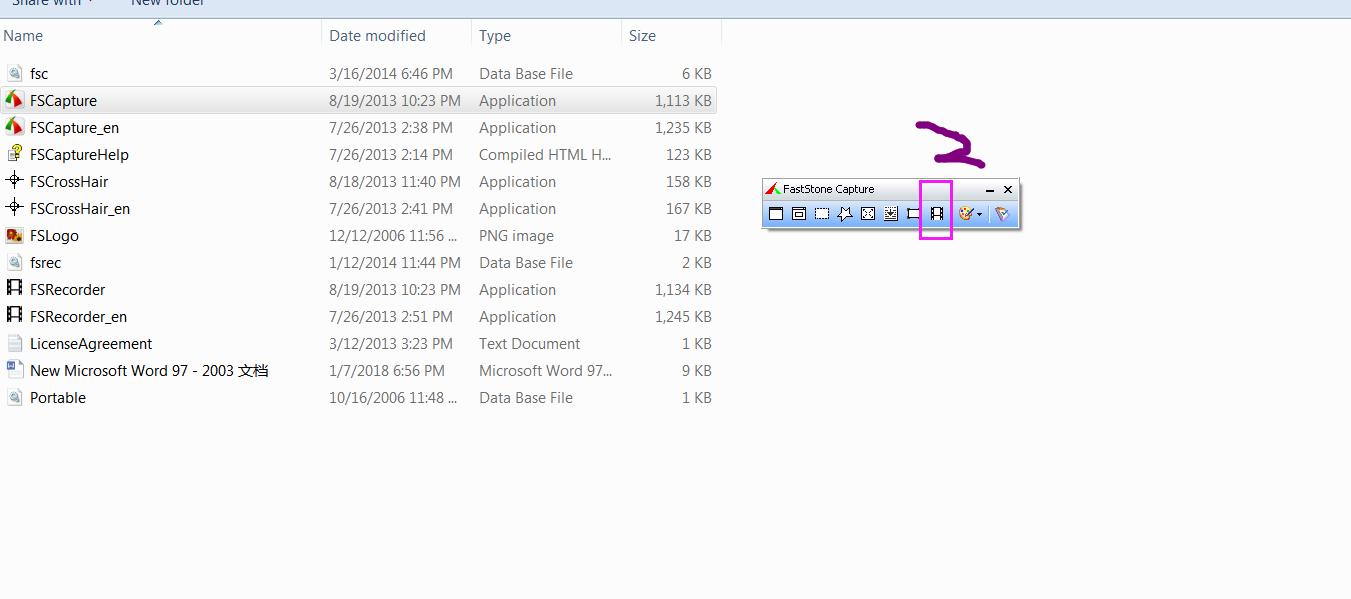 Share with New folder
Name Date modified Type Size
fsc 3/16/2014 6:46 PM Data Base File 6 KB
FSCapture 8/19/2013 10:23 PM Application 1,113 KB
FSCapture_en 7/26/2013 2:38 PM Application 1,235 KB
FSCaptureHelp 7/26/2013 2:14 PM Compiled HTML H... 123 KB
FSCrossHair 8/18/2013 11:40 PM Application 158 KB
FSCrossHair_en 7/26/2013 2:41 PM Application 167 KB
FSLogo 12/12/2006 11:56 ... PNG image 17 KB
fsrec 1/12/2014 11:44 PM Data Base File 2 KB
FSRecorder 8/19/2013 10:23 PM Application 1,134 KB
FSRecorder_en 7/26/2013 2:51 PM Application 1,245 KB
LicenseAgreement 3/12/2013 3:23 PM Text Document 1 KB
New Microsoft Word 97 - 2003 文档 1/7/2018 6:56 PM Microsoft Word 97... 9 KB
Portable 10/16/2006 11:48 ... Data Base File 1 KB
2
FastStone Capture